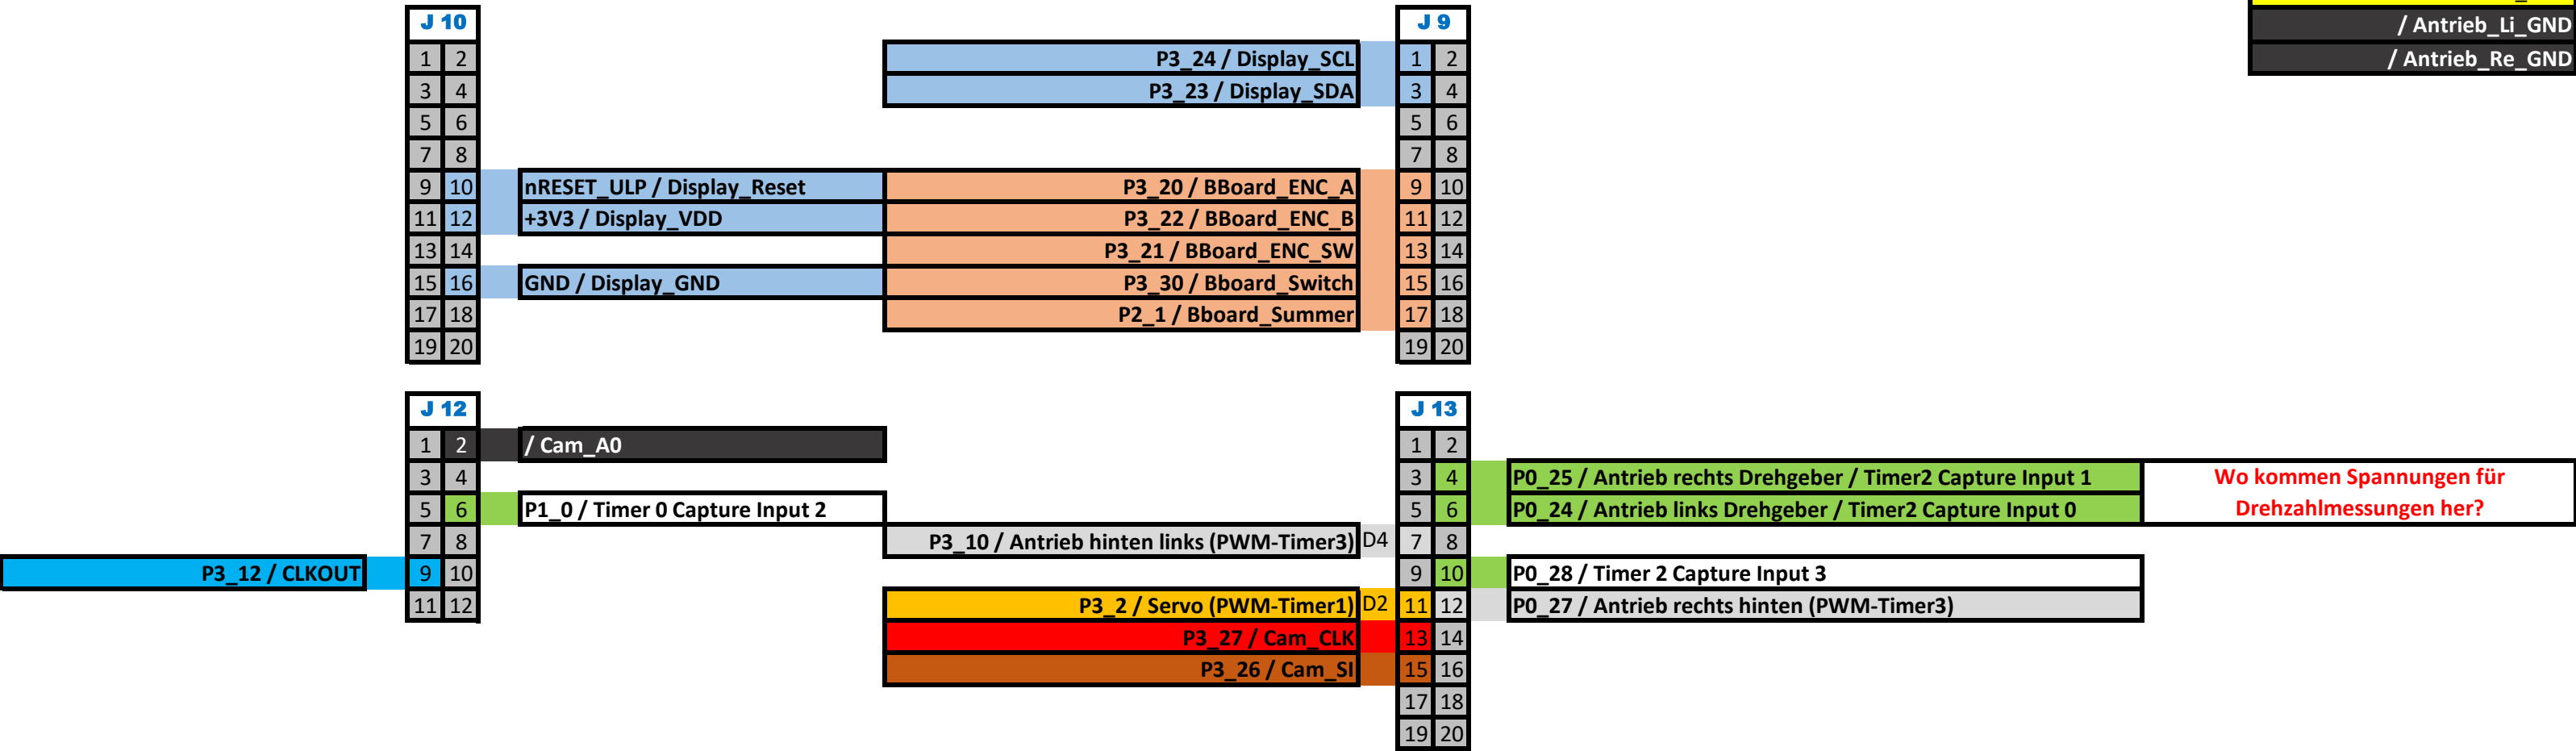 J 10
J 9
/ Antrieb_Li_GND
1 2
P3_24 / Display_SCL
1 2
/ Antrieb_Re_GND
3 4
P3_23 / Display_SDA
3 4
5 6
5 6
7 8
7 8
9 10
nRESET_ULP / Display_Reset
P3_20 / BBoard_ENC_A
9 10
11 12
+3V3 / Display_VDD
P3_22 / BBoard_ENC_B
11 12
13 14
P3_21 / BBoard_ENC_SW
13 14
15 16
GND / Display_GND
P3_30 / Bboard_Switch
15 16
17 18
P2_1 / Bboard_Summer
17 18
19 20
19 20
J 12
J 13
1 2
/ Cam_A0
1 2
3 4
3 4
P0_25 / Antrieb rechts Drehgeber / Timer2 Capture Input 1
Wo kommen Spannungen für
5 6
P1_0 / Timer 0 Capture Input 2
5 6
P0_24 / Antrieb links Drehgeber / Timer2 Capture Input 0
Drehzahlmessungen her?
7 8
P3_10 / Antrieb hinten links (PWM-Timer3)
D4
7 8
P3_12 / CLKOUT
9 10
9 10
P0_28 / Timer 2 Capture Input 3
11 12
P3_2 / Servo (PWM-Timer1)
D2
11 12
P0_27 / Antrieb rechts hinten (PWM-Timer3)
P3_27 / Cam_CLK
13 14
P3_26 / Cam_SI
15 16
17 18
19 20